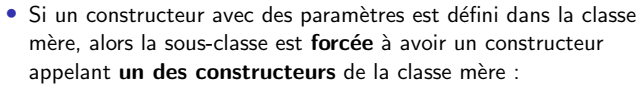 • Si un constructeur avec des paramètres est défini dans la classe
mère, alors la sous-classe est forcée à avoir un constructeur
appelant un des constructeurs de la classe mère :